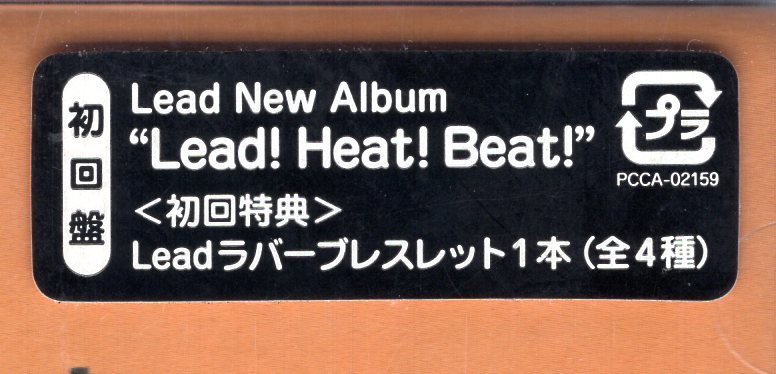 初回盤
Lead New Album
“Lead! Heat! Beat!”
＜初回特典＞
Leadラバーブレスレット1本（全4種）
プラ
PCCA-02159